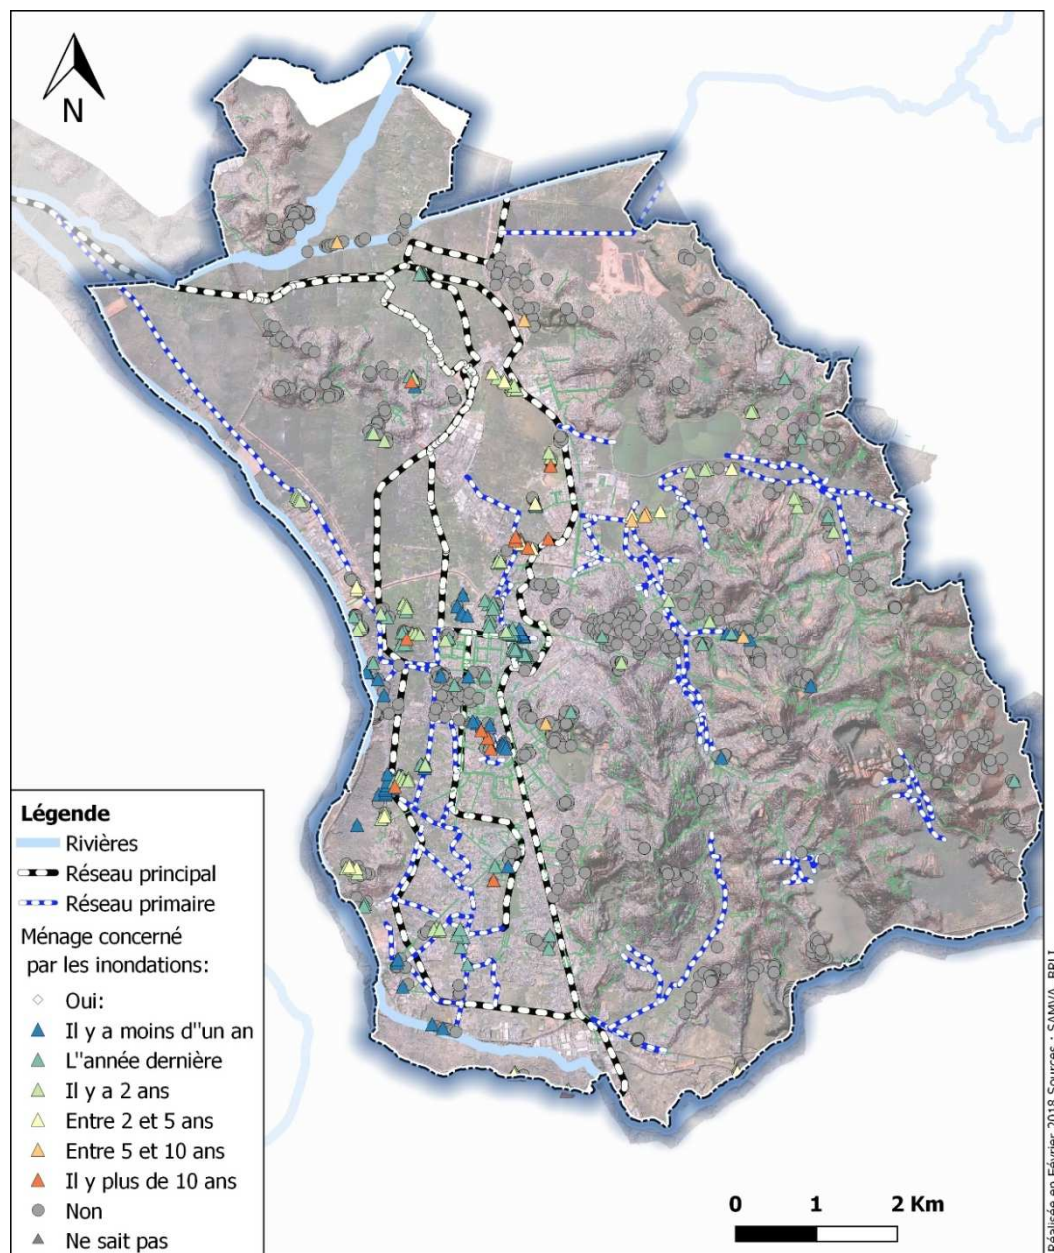 N
Légende
Rivières
Réseau principal
Réseau primaire
Ménage concerné
par les inondations:
Oui:
Il y a moins d''un an
L''année dernière
Il y a 2 ans
Entre 2 et 5 ans
Entre 5 et 10 ans
Il y plus de 10 ans
Non
Ne sait pas
0 1 2 Km
Réalisée en Février 2018 Sources : SAMVA, BRLI